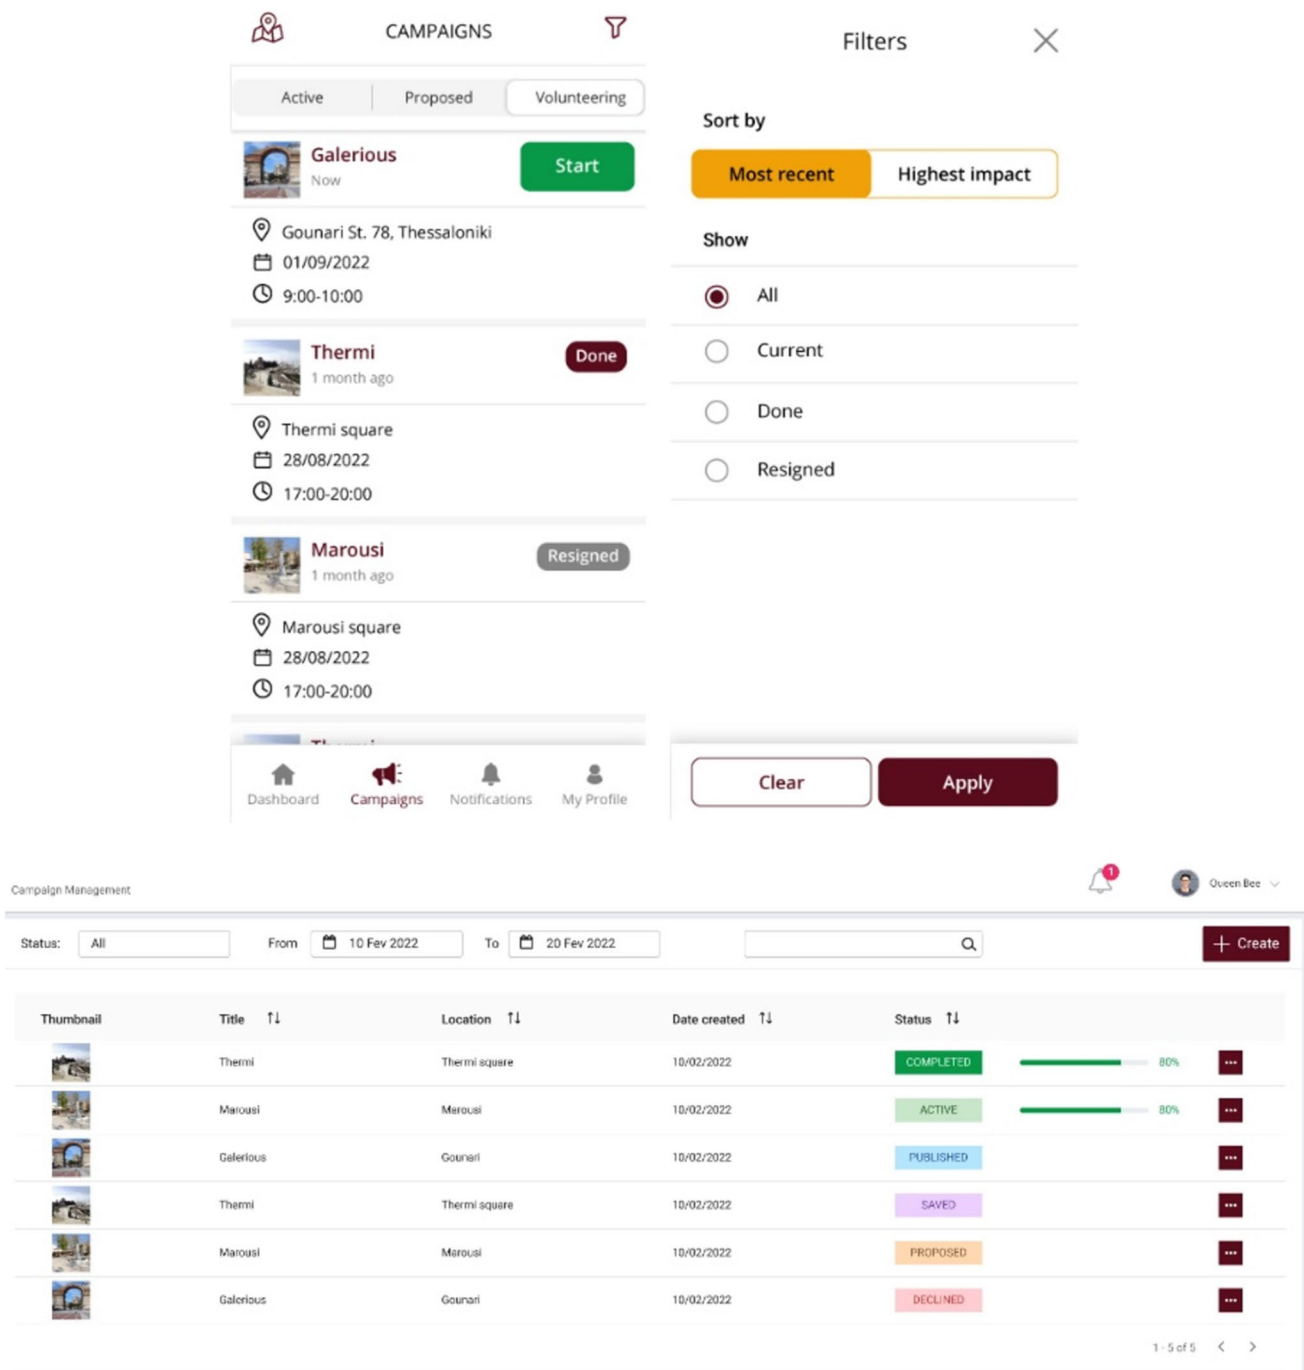 CAMPAIGNS
Active Proposed Volunteering
Galerious
Now
Start
Gounari St. 78, Thessaloniki
01/09/2022
9:00-10:00
Thermi
1 month ago
Done
Thermi square
28/08/2022
17:00-20:00
Marousi
1 month ago
Resigned
Marousi square
28/08/2022
17:00-20:00
Dashboard Campaigns Notifications My Profile
Filters
Sort by
Most recent Highest impact
Show
All
Current
Done
Resigned
Clear Apply
Campaign Management
1
Queen Bee
Status: All From 10 Fev 2022 To 20 Fev 2022 + Create
Thumbnail Title Location Date created Status
Thermi Thermi square 10/02/2022 COMPLETED 80%
Marousi Marousi 10/02/2022 ACTIVE 80%
Galerious Gounari 10/02/2022 PUBLISHED
Thermi Thermi square 10/02/2022 SAVED
Marousi Marousi 10/02/2022 PROPOSED
Galerious Gounari 10/02/2022 DECLINED
1 - 5 of 5